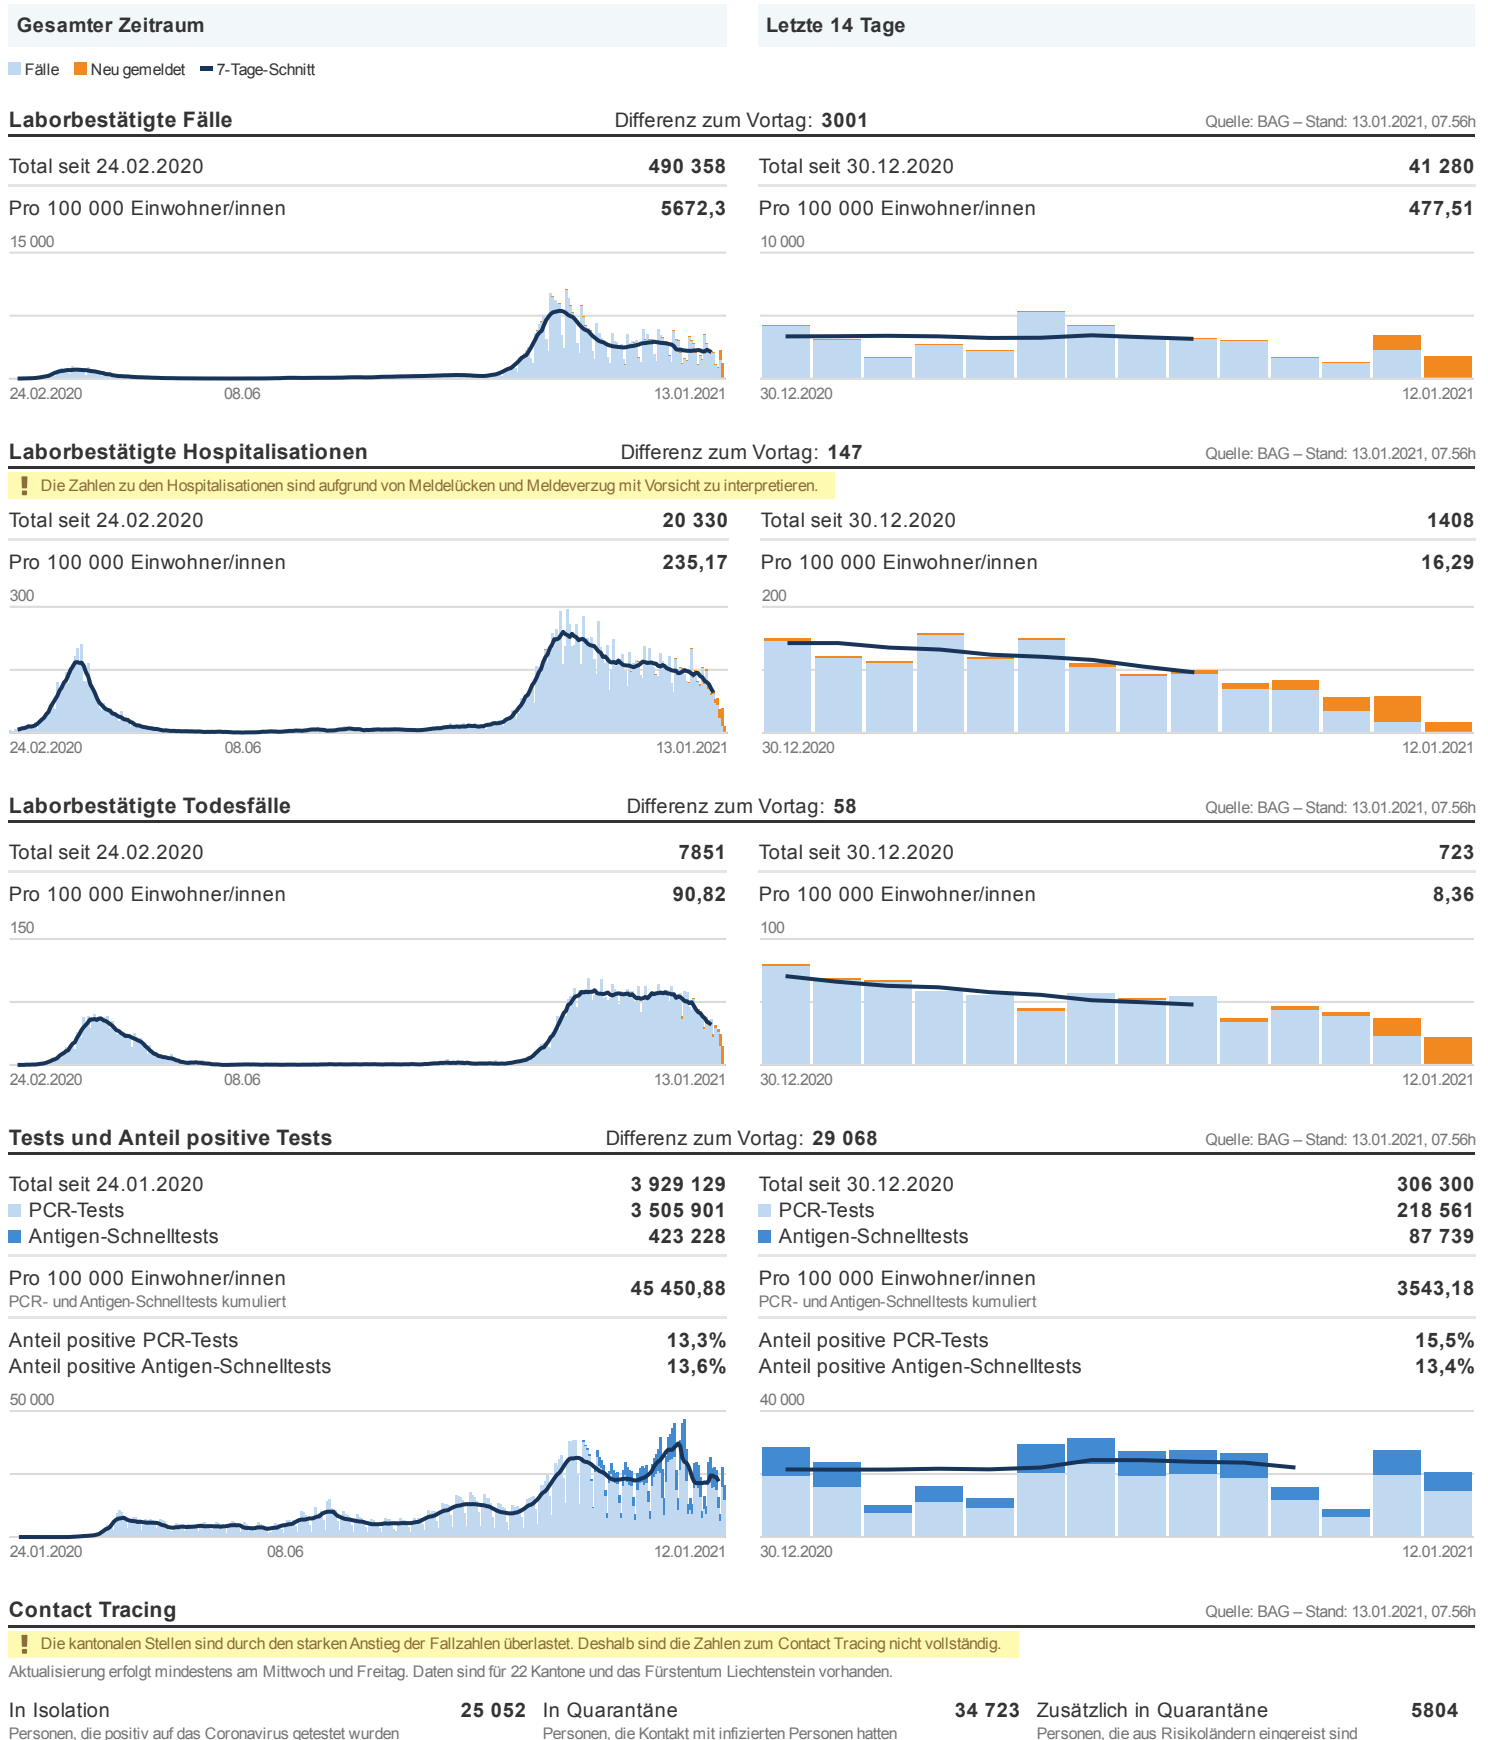 Gesamter Zeitraum
Letzte 14 Tage
Fälle Neu gemeldet 7-Tage-Schnitt
Laborbestätigte Fälle Differenz zum Vortag: 3001 Quelle: BAG – Stand: 13.01.2021, 07.56h
Total seit 24.02.2020 490 358
Pro 100 000 Einwohner/innen 5672,3
15 000
24.02.2020 08.06 13.01.2021
Total seit 30.12.2020 41 280
Pro 100 000 Einwohner/innen 477,51
10 000
30.12.2020 12.01.2021
Laborbestätigte Hospitalisationen Differenz zum Vortag: 147 Quelle: BAG – Stand: 13.01.2021, 07.56h
! Die Zahlen zu den Hospitalisationen sind aufgrund von Meldelücken und Meldeverzug mit Vorsicht zu interpretieren.
Total seit 24.02.2020 20 330
Pro 100 000 Einwohner/innen 235,17
300
24.02.2020 08.06 13.01.2021
Total seit 30.12.2020 1408
Pro 100 000 Einwohner/innen 16,29
200
30.12.2020 12.01.2021
Laborbestätigte Todesfälle Differenz zum Vortag: 58 Quelle: BAG – Stand: 13.01.2021, 07.56h
Total seit 24.02.2020 7851
Pro 100 000 Einwohner/innen 90,82
150
24.02.2020 08.06 13.01.2021
Total seit 30.12.2020 723
Pro 100 000 Einwohner/innen 8,36
100
30.12.2020 12.01.2021
Tests und Anteil positive Tests Differenz zum Vortag: 29 068 Quelle: BAG – Stand: 13.01.2021, 07.56h
Total seit 24.01.2020 3 929 129
PCR-Tests 3 505 901
Antigen-Schnelltests 423 228
Pro 100 000 Einwohner/innen 45 450,88
PCR- und Antigen-Schnelltests kumuliert
Anteil positive PCR-Tests 13,3%
Anteil positive Antigen-Schnelltests 13,6%
50 000
24.01.2020 08.06 12.01.2021
Total seit 30.12.2020 306 300
PCR-Tests 218 561
Antigen-Schnelltests 87 739
Pro 100 000 Einwohner/innen 3543,18
PCR- und Antigen-Schnelltests kumuliert
Anteil positive PCR-Tests 15,5%
Anteil positive Antigen-Schnelltests 13,4%
40 000
30.12.2020 12.01.2021
Contact Tracing Quelle: BAG – Stand: 13.01.2021, 07.56h
! Die kantonalen Stellen sind durch den starken Anstieg der Fallzahlen überlastet. Deshalb sind die Zahlen zum Contact Tracing nicht vollständig.
Aktualisierung erfolgt mindestens am Mittwoch und Freitag. Daten sind für 22 Kantone und das Fürstentum Liechtenstein vorhanden.
In Isolation 25 052
Personen, die positiv auf das Coronavirus getestet wurden
In Quarantäne 34 723
Personen, die Kontakt mit infizierten Personen hatten
Zusätzlich in Quarantäne 5804
Personen, die aus Risikoländern eingereist sind